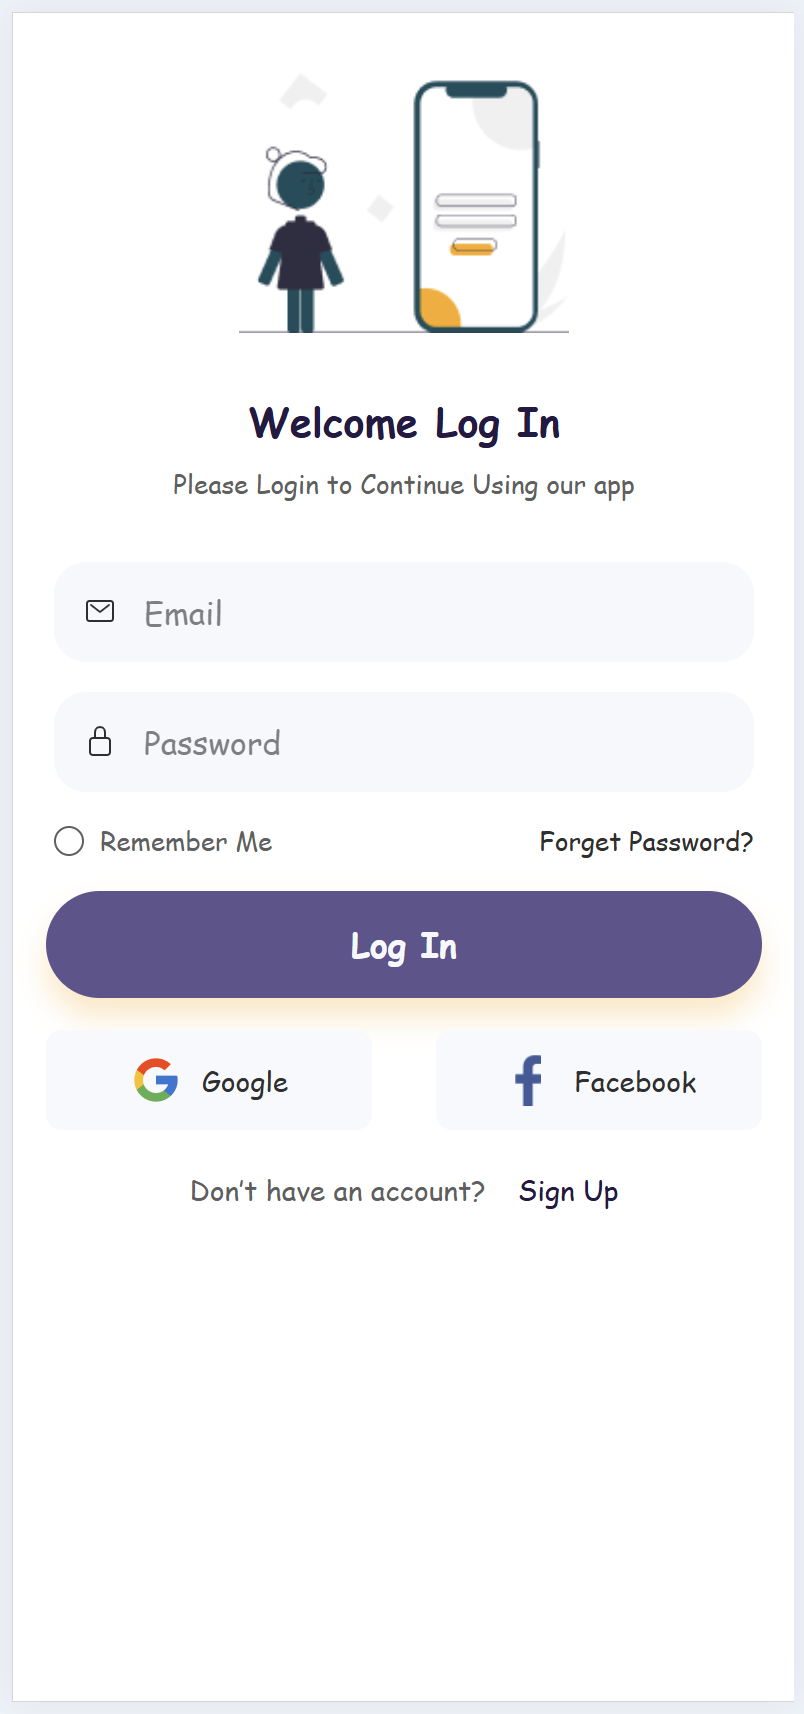 Welcome Log In
Please Login to Continue Using our app
Email
Password
Remember Me Forget Password?
Log In
Google Facebook
Don't have an account? Sign Up